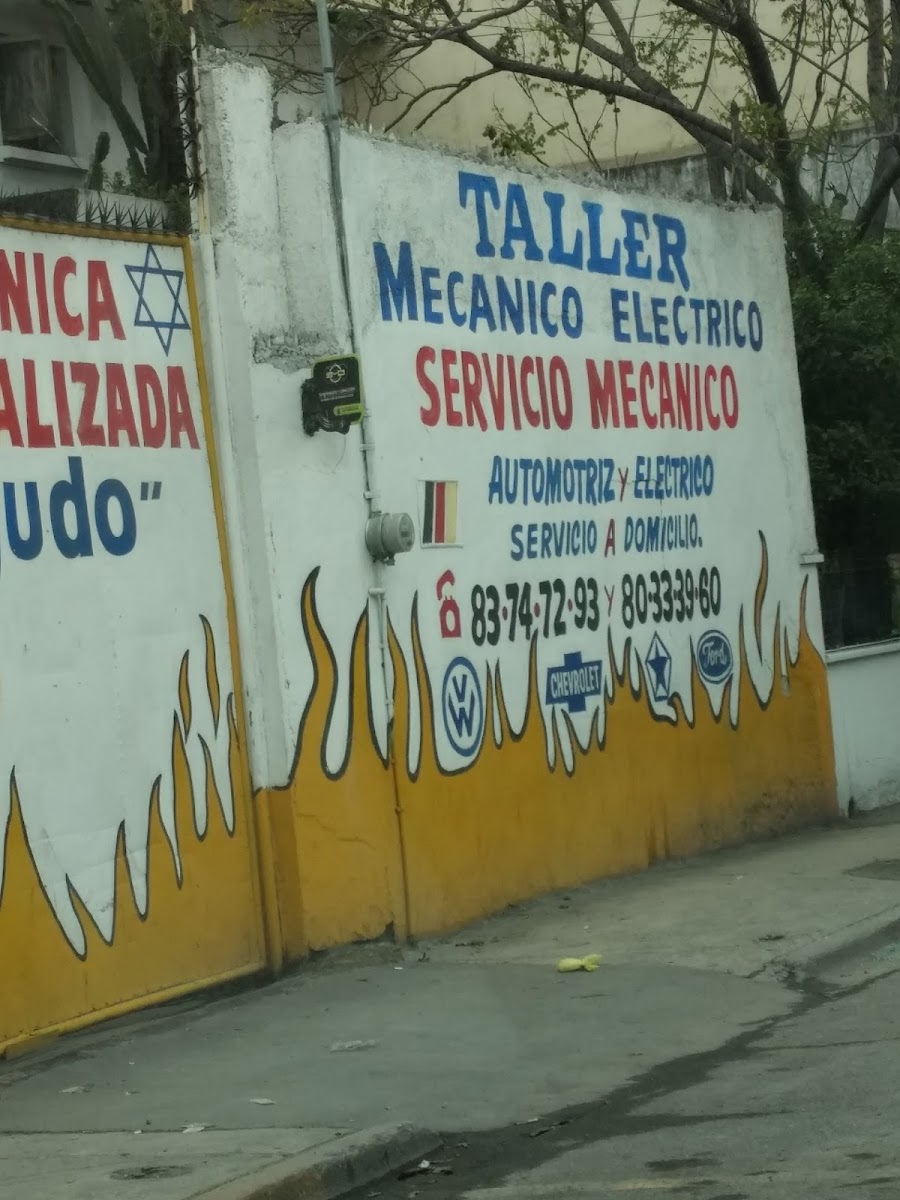 NICA
ALIZADA
udo"
TALLER
MECANICO ELECTRICO
SERVICIO MECANICO
AUTOMOTRIZ Y ELECTRICO
SERVICIO A DOMICILIO.
83·74·72·93 Y 80·33·39·60
VW
CHEVROLET
Ford